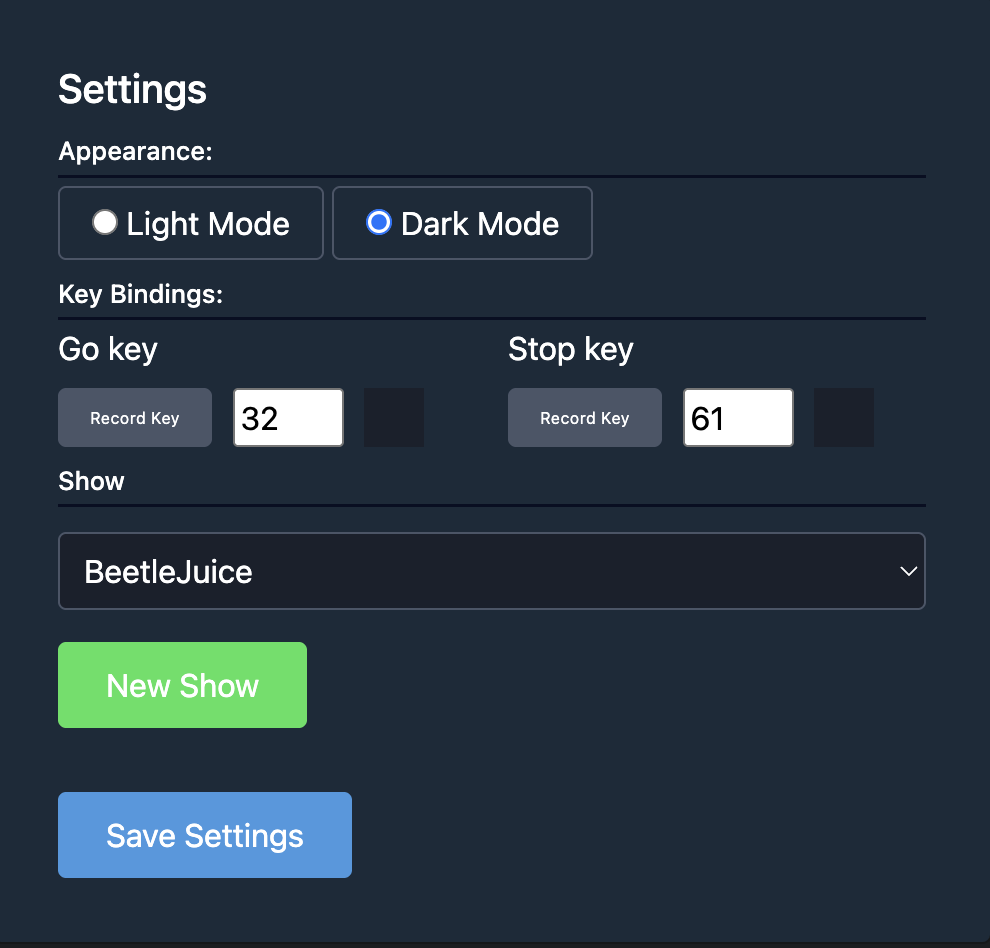 Settings
Appearance:
Light Mode Dark Mode
Key Bindings:
Go key Stop key
Record Key 32 Record Key 61
Show
BeetleJuice
New Show
Save Settings